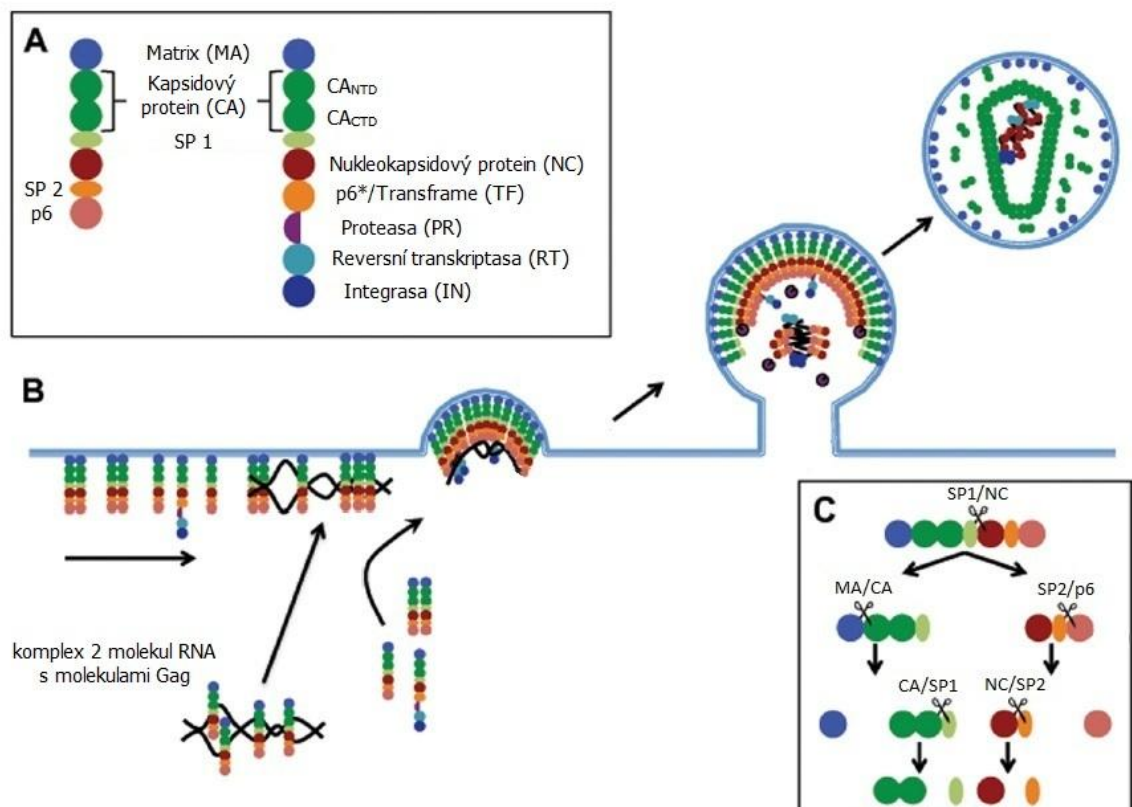 A
Matrix (MA)
Kapsidový
protein (CA)
CANTD
CACTD
SP 1
Nukleokapsidový protein (NC)
SP 2
p6*/Transframe (TF)
p6
Proteasa (PR)
Reversní transkriptasa (RT)
Integrasa (IN)
B
komplex 2 molekul RNA
s molekulami Gag
C
SP1/NC
MA/CA
SP2/p6
CA/SP1
NC/SP2